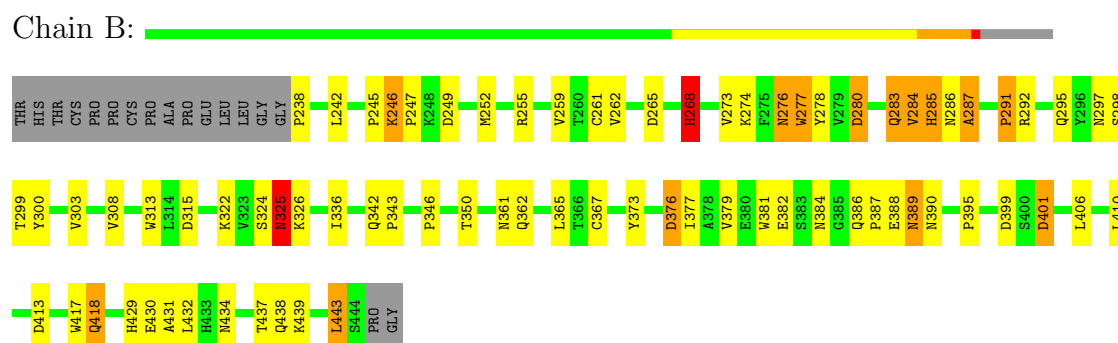 Chain B:
THR HIS THR CYS PRO PRO CYS PRO ALA PRO GLU LEU LEU GLY GLY P238 L242 P245 K246 P247 K248 D249 M252 R255 V259 T260 C261 V262 D265 H268 V273 K274 F275 N276 W277 Y278 V279 D280 Q283 V284 H285 N286 A287 P291 R292 Q295 Y296 N297 S298
T299 Y300 V303 V308 W313 L314 D315 K322 V323 S324 N325 K326 I336 Q342 P343 P346 T350 N361 Q362 L365 T366 C367 Y373 D376 I377 A378 V379 E380 W381 E382 S383 N384 G385 Q386 P387 E388 N389 N390 P395 D399 S400 D401 L406 L410
D413 W417 Q418 H429 E430 A431 L432 H433 N434 T437 Q438 K439 L443 S444 PRO GLY